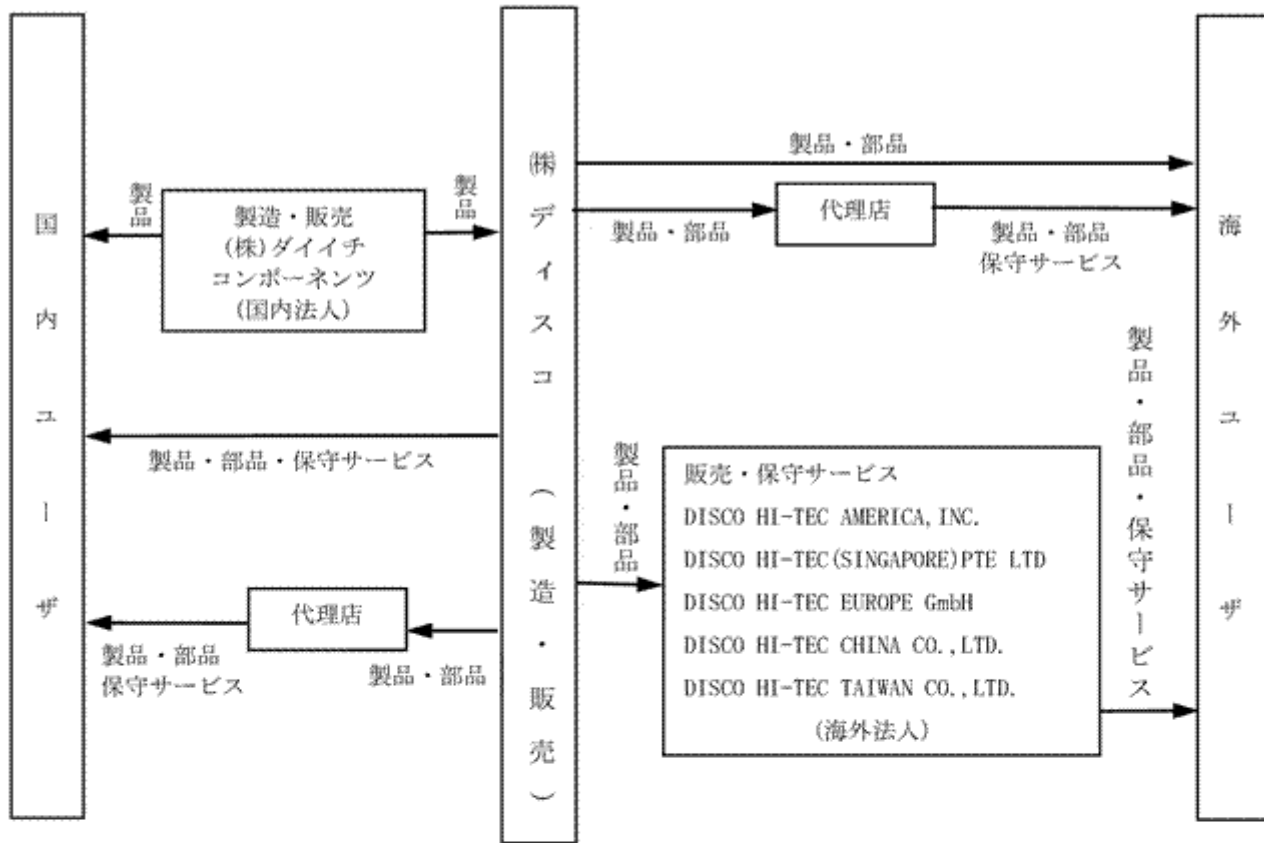 国内ユーザ
製品
製造・販売
(株)ダイイチ
コンポーネンツ
(国内法人)
製品
製品・部品・保守サービス
代理店
製品・部品
保守サービス
製品・部品
㈱ディスコ（製造・販売）
製品・部品
製品・部品
代理店
製品・部品
保守サービス
製品・部品
販売・保守サービス
DISCO HI-TEC AMERICA,INC.
DISCO HI-TEC(SINGAPORE)PTE LTD
DISCO HI-TEC EUROPE GmbH
DISCO HI-TEC CHINA CO.,LTD.
DISCO HI-TEC TAIWAN CO.,LTD.
(海外法人)
製品・部品・保守サービス
海外ユーザ